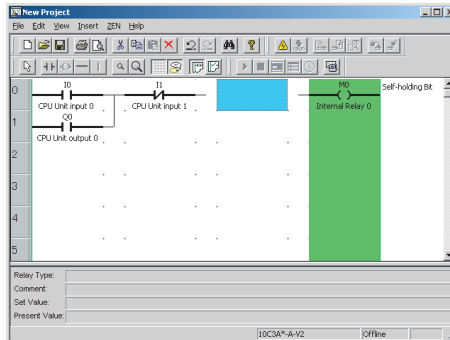 New Project
File Edit View Insert ZEN Help
0
I0
I1
M0
Self-holding Bit
CPU Unit input 0
CPU Unit input 1
Internal Relay 0
1
Q0
CPU Unit output 0
2
3
4
5
Relay Type:
Comment:
Set Value:
Present Value:
10C3A*-A-V2
Offline